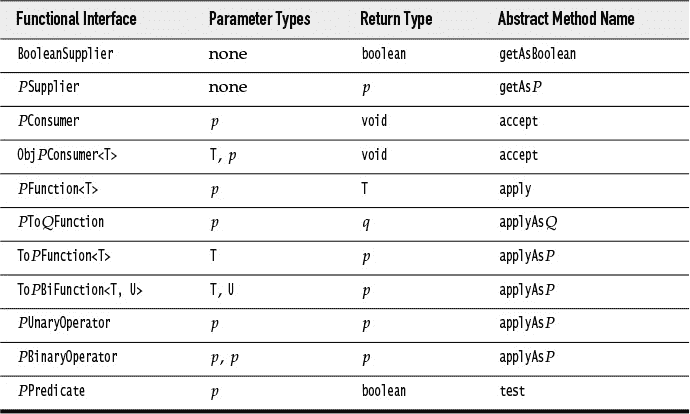 Functional Interface Parameter Types Return Type Abstract Method Name
BooleanSupplier none boolean getAsBoolean
PSupplier none p getAsP
PConsumer p void accept
ObjPConsumer<T> T, p void accept
PFunction<T> p T apply
PToQFunction p q applyAsQ
ToPFunction<T> T p applyAsP
ToPBiFunction<T, U> T, U p applyAsP
PUnaryOperator p p applyAsP
PBinaryOperator p, p p applyAsP
PPredicate p boolean test